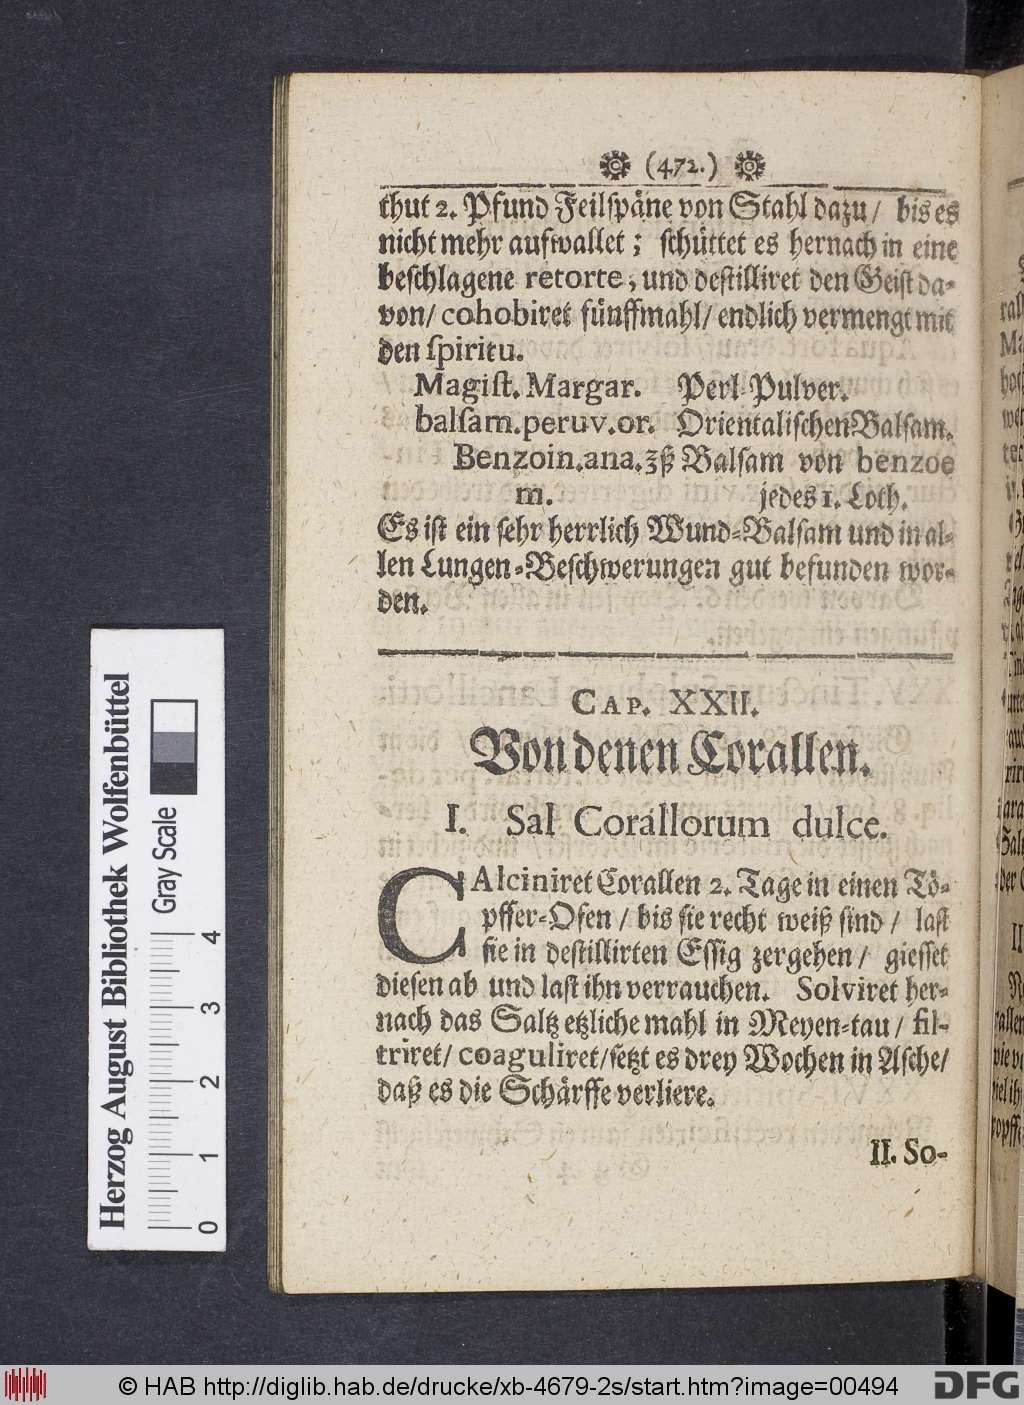 (472.)
thut 2. Pfund Feilſpäne von Stahl dazu / bis es
nicht mehr aufwallet ; ſchüttet es hernach in eine
beſchlagene retorte, und deſtilliret den Geiſt da-
von/ cohobiret fünffmahl/ endlich vermengt mit
den ſpiritu.
Magiſt. Margar. Perl Pulver.
balſam. peruv. or. Orientaliſchen Balſam.
Benzoin. ana. ʒß Balſam von benzoe
m. jedes 1. Loth.
Es iſt ein ſehr herrlich Wund-Balſam und in al-
len Lungen-Beſchwerungen gut befunden wor-
den.
CAP. XXII.
Von denen Corallen.
I. Sal Corallorum dulce.
CAlciniret Corallen 2. Tage in einen Tö-
pffer-Ofen / bis ſie recht weiß ſind / laſt
ſie in deſtillirten Eſſig zergehen / gieſſet
dieſen ab und laſt ihn verrauchen. Solviret her-
nach das Saltz etzliche mahl in Meyen-tau / fil-
triret/ coaguliret/ ſetzt es drey Wochen in Aſche/
daß es die Schärffe verliere.
II. So-
Herzog August Bibliothek Wolfenbüttel
Gray Scale
0 1 2 3 4
© HAB http://diglib.hab.de/drucke/xb-4679-2s/start.htm?image=00494
DFG